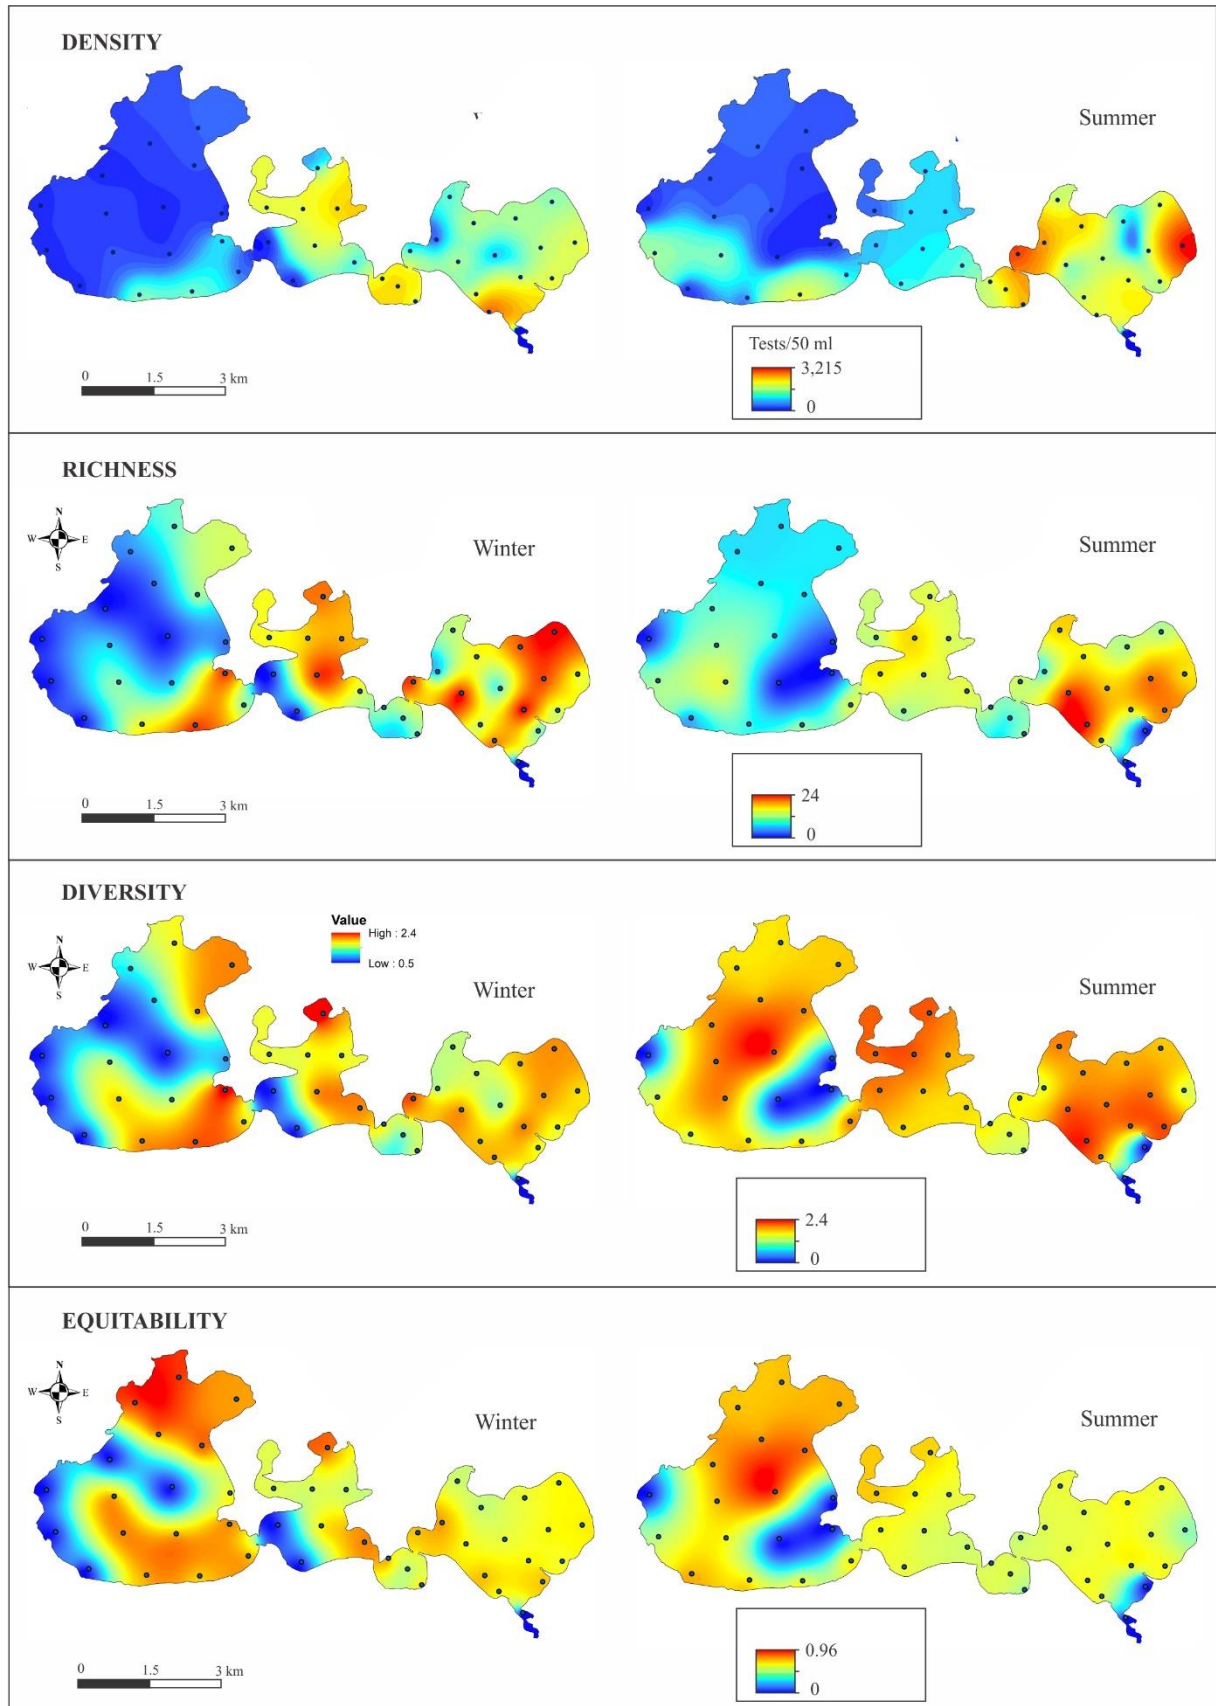 DENSITY
Summer
Tests/50 ml
3,215
0
0 1.5 3 km
RICHNESS
N
W E
S
Winter
Summer
24
0
0 1.5 3 km
DIVERSITY
Value
High : 2.4
Low : 0.5
N
W E
S
Winter
Summer
2.4
0
0 1.5 3 km
EQUITABILITY
N
W E
S
Winter
Summer
0.96
0
0 1.5 3 km